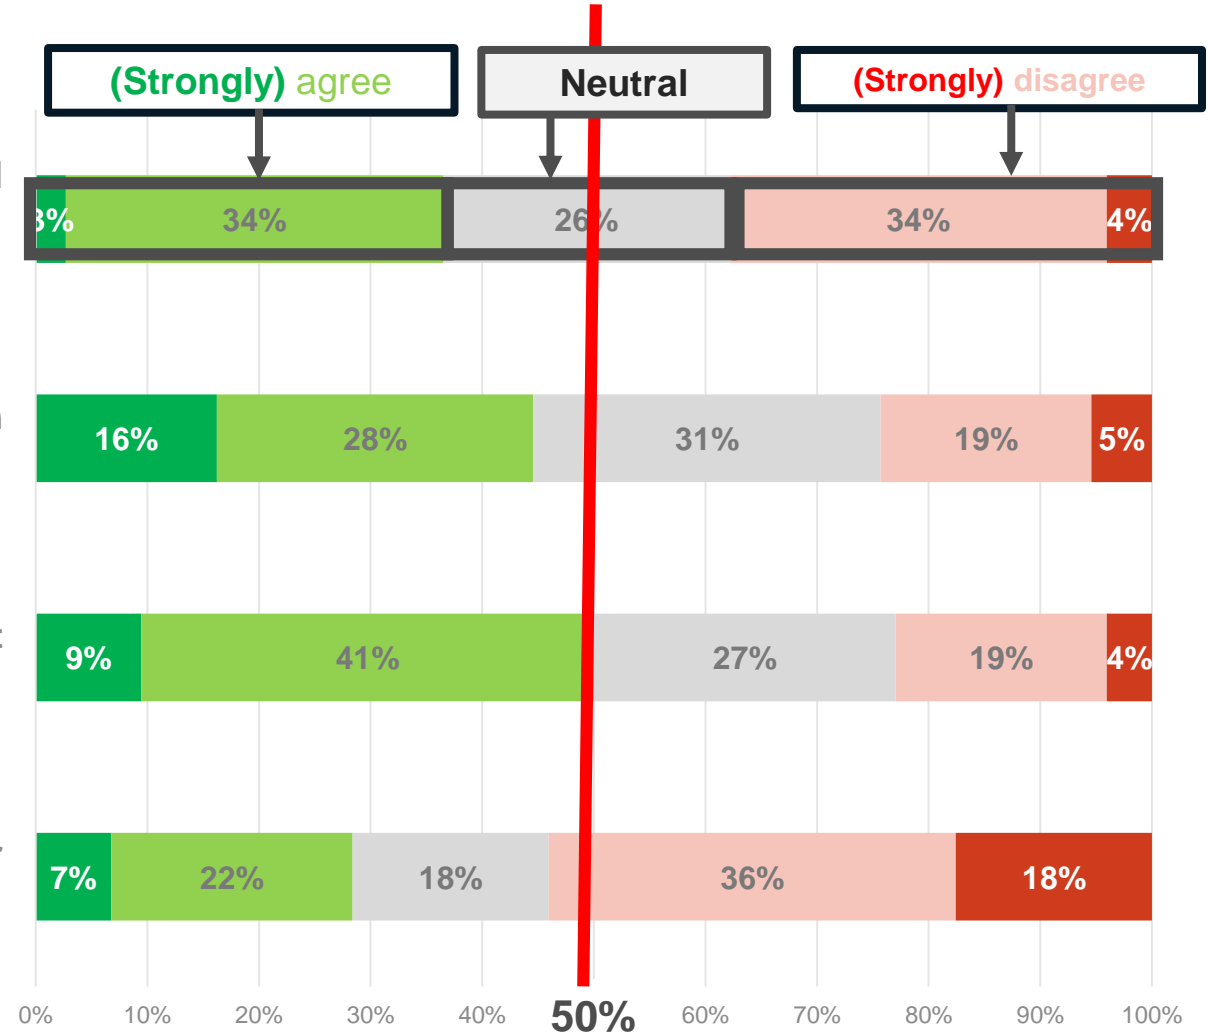 (Strongly) agree
Neutral
(Strongly) disagree
3% 34% 26% 34% 4%
16% 28% 31% 19% 5%
9% 41% 27% 19% 4%
7% 22% 18% 36% 18%
0% 10% 20% 30% 40% 50% 60% 70% 80% 90% 100%